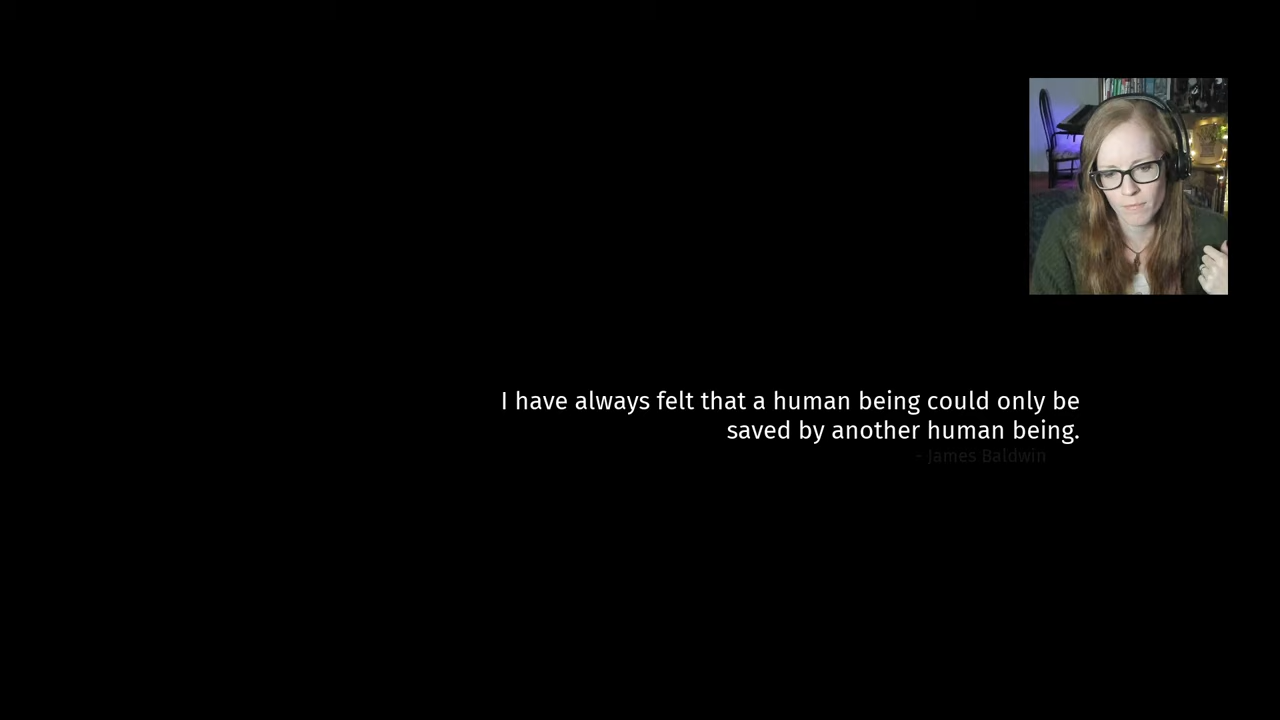 I have always felt that a human being could only be
saved by another human being.
- James Baldwin